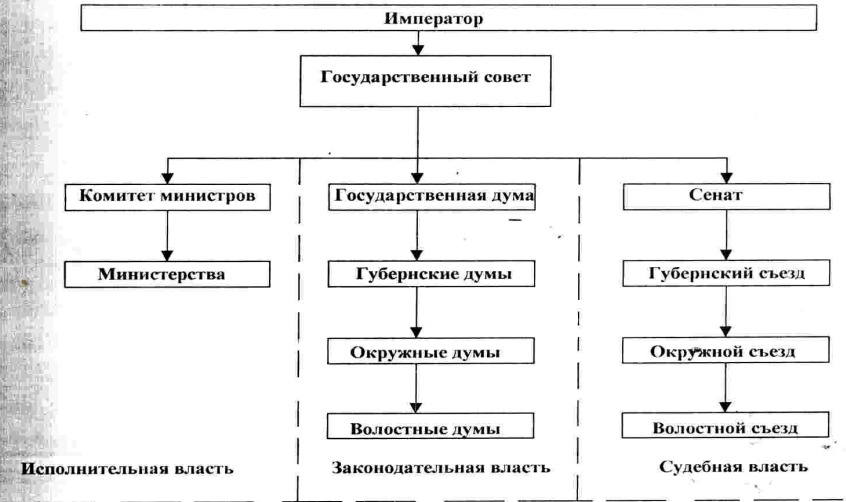 Император
Государственный совет
Комитет министров
Государственная дума
Сенат
Министерства
Губернские думы
Губернский съезд
Окружные думы
Окружной съезд
Волостные думы
Волостной съезд
Исполнительная власть
Законодательная власть
Судебная власть